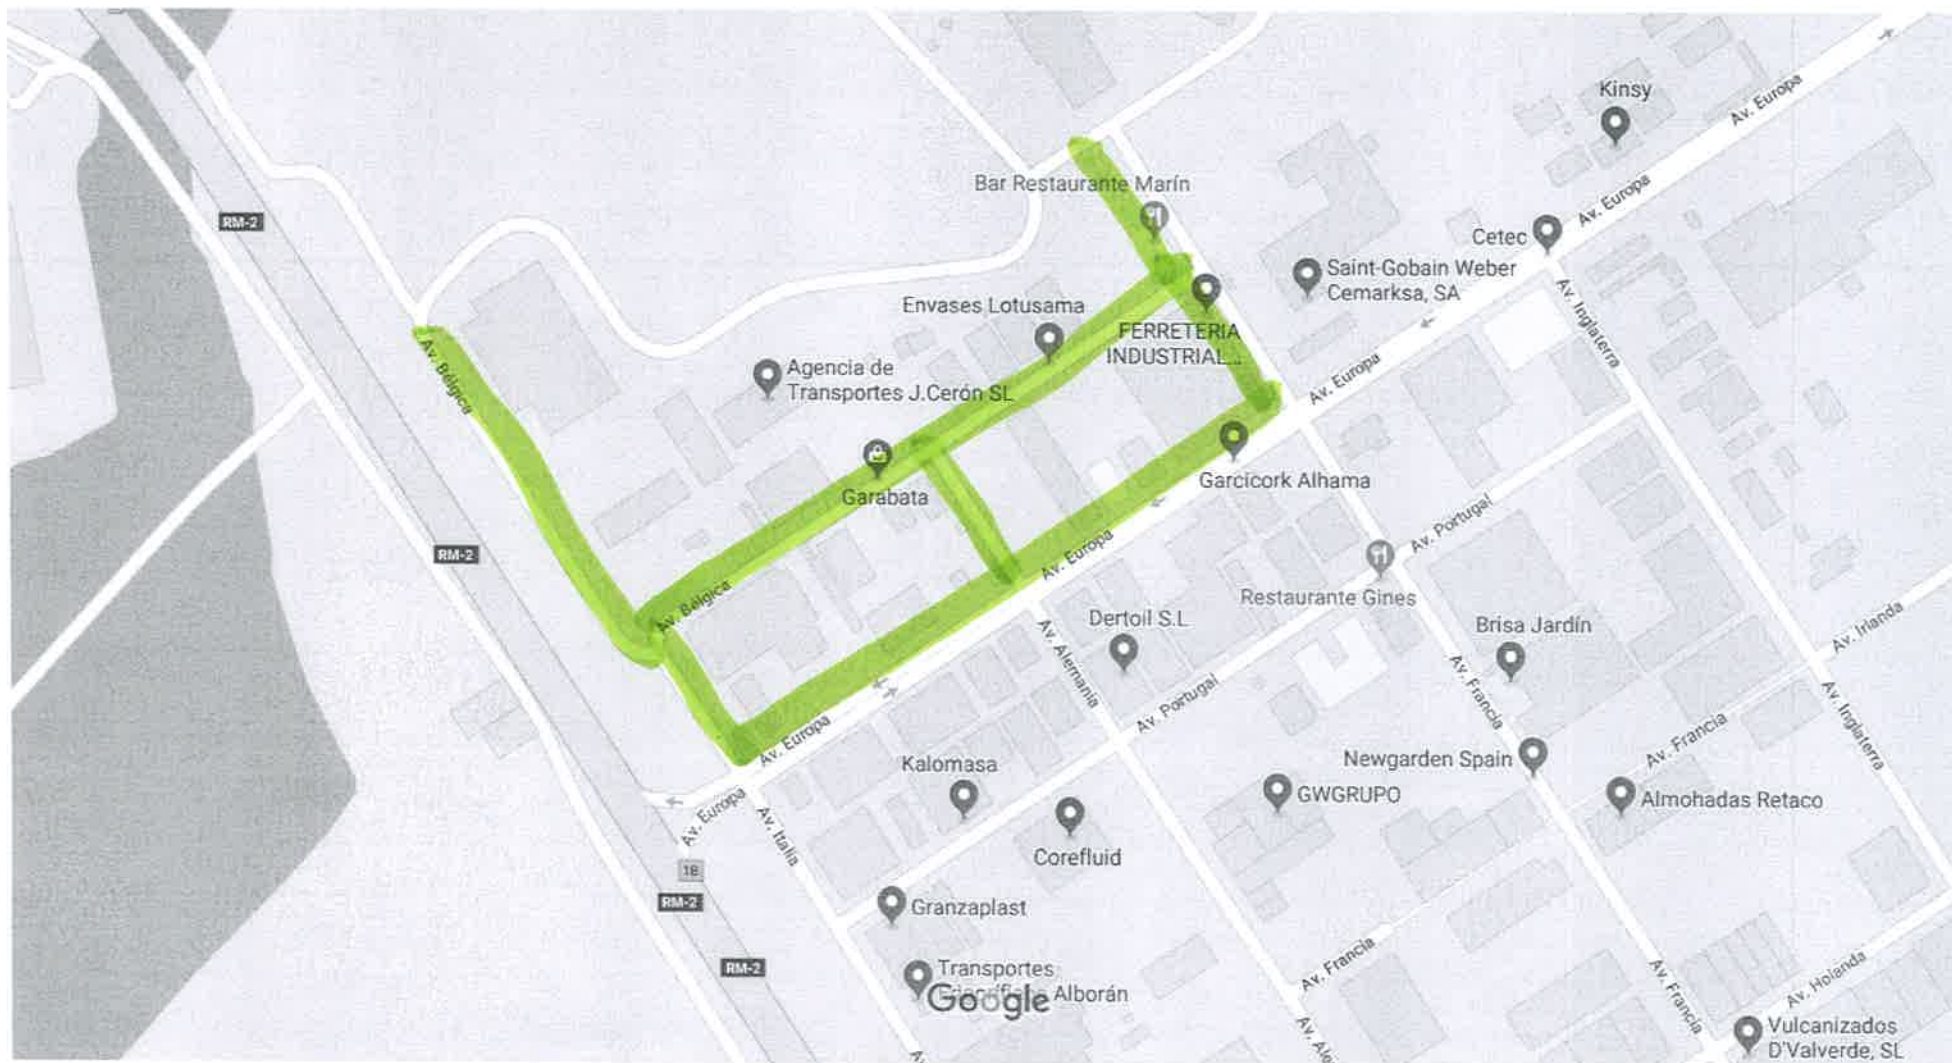 Kinsy
Av. Europa
Bar Restaurante Marín
Av. Europa
Cetec
Saint-Gobain Weber
Cemarksa, SA
Av. Inglaterra
Envases Lotusama
FERRETERIA
INDUSTRIAL...
RM-2
Av. Bélgica
Agencia de
Transportes J.Cerón SL
Av. Europa
Garabata
Garcicork Alhama
Av. Portugal
RM-2
Av. Europa
Av. Bélgica
Restaurante Gines
Dertoil S.L
Brisa Jardín
Av. Irlanda
Av. Alemania
Av. Portugal
Av. Francia
Av. Inglaterra
Av. Europa
Av. Francia
Kalomasa
Newgarden Spain
GWGRUPO
Almohadas Retaco
Av. Europa
Av. Italia
Corefluid
18
RM-2
Granzaplast
Av. Francia
RM-2
Transportes
Alborán
Google
Av. Francia
Av. Holanda
Vulcanizados
D'Valverde, SL